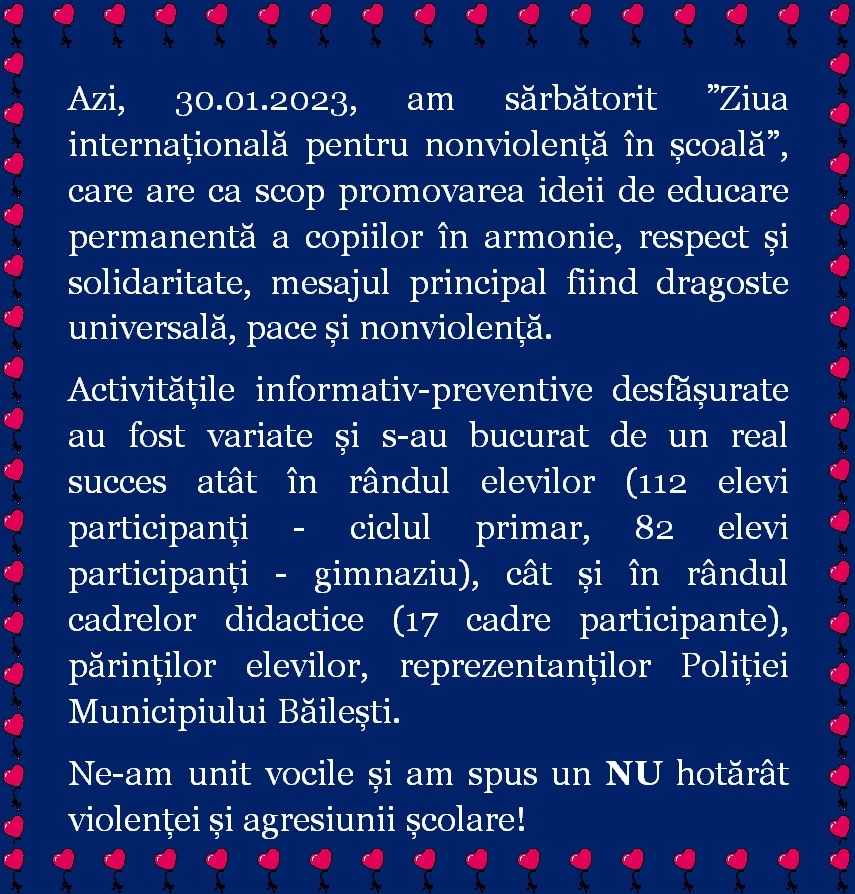 Azi, 30.01.2023, am sărbătorit ”Ziua
internațională pentru nonviolență în școală”,
care are ca scop promovarea ideii de educare
permanentă a copiilor în armonie, respect și
solidaritate, mesajul principal fiind dragoste
universală, pace și nonviolență.
Activitățile informativ-preventive desfășurate
au fost variate și s-au bucurat de un real
succes atât în rândul elevilor (112 elevi
participanți - ciclul primar, 82 elevi
participanți - gimnaziu), cât și în rândul
cadrelor didactice (17 cadre participante),
părinților elevilor, reprezentanților Poliției
Municipiului Băilești.
Ne-am unit vocile și am spus un NU hotărât
violenței și agresiunii școlare!